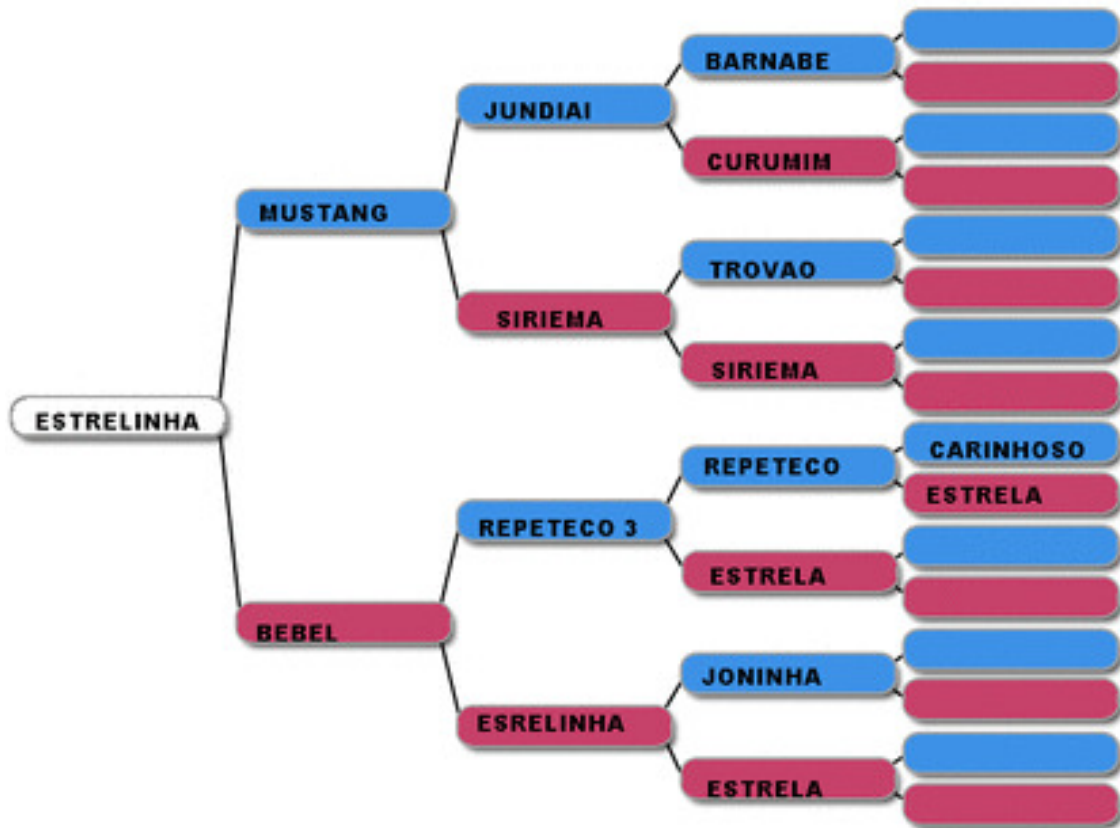 BARNABE
JUNDIAI
CURUMIM
MUSTANG
TROVAO
SIRIEMA
SIRIEMA
ESTRELINHA
CARINHOSO
REPETECO
ESTRELA
REPETECO 3
ESTRELA
BEBEL
JONINHA
ESRELINHA
ESTRELA